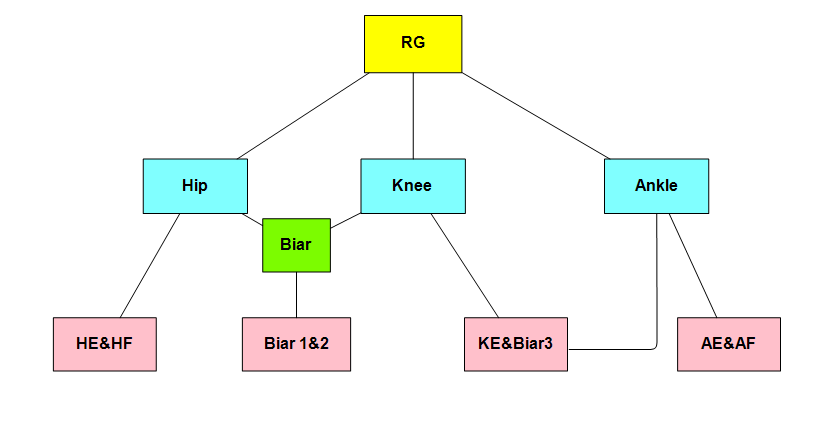 RG
Hip
Knee
Ankle
Biar
HE&HF
Biar 1&2
KE&Biar3
AE&AF